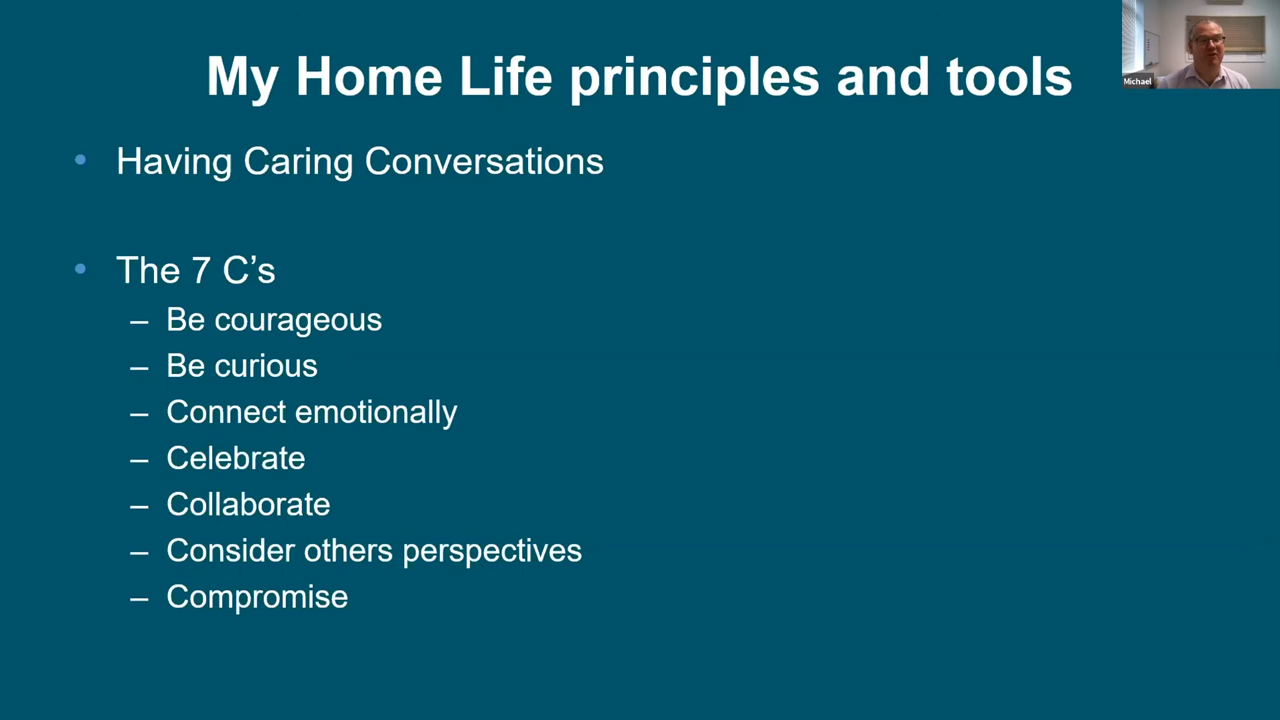 My Home Life principles and tools
Michael
• Having Caring Conversations
• The 7 C’s
– Be courageous
– Be curious
– Connect emotionally
– Celebrate
– Collaborate
– Consider others perspectives
– Compromise